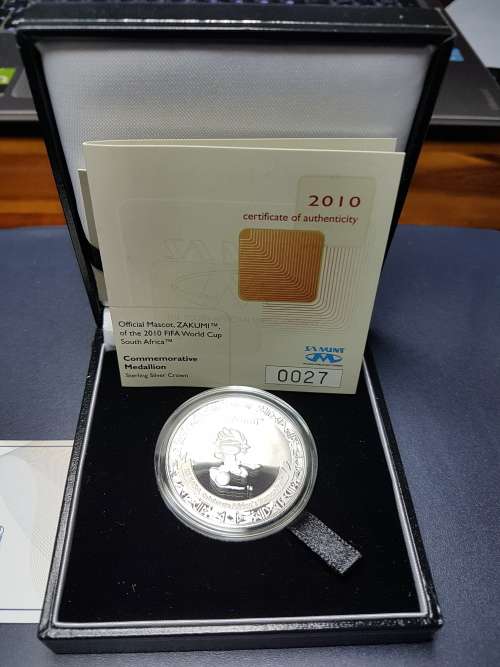 2010
certificate of authenticity
Official Mascot, ZAKUMI™,
of the 2010 FIFA World Cup
South Africa™
Commemorative
Medallion
Sterling Silver Crown
SA MINT
0027